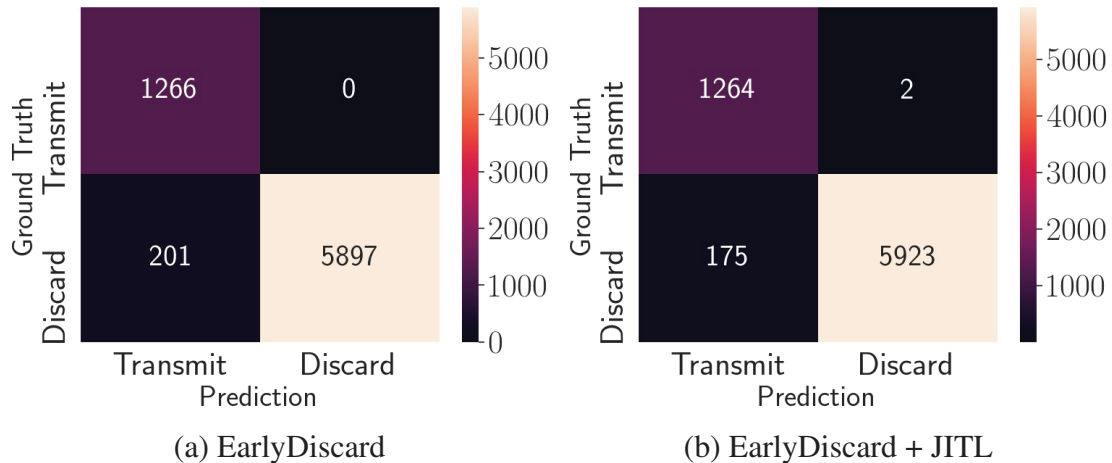 Ground Truth
Transmit
Discard
1266
0
201
5897
Transmit
Discard
Prediction
5000
4000
3000
2000
1000
0
(a) EarlyDiscard
Ground Truth
Transmit
Discard
1264
2
175
5923
Transmit
Discard
Prediction
5000
4000
3000
2000
1000
(b) EarlyDiscard + JITL